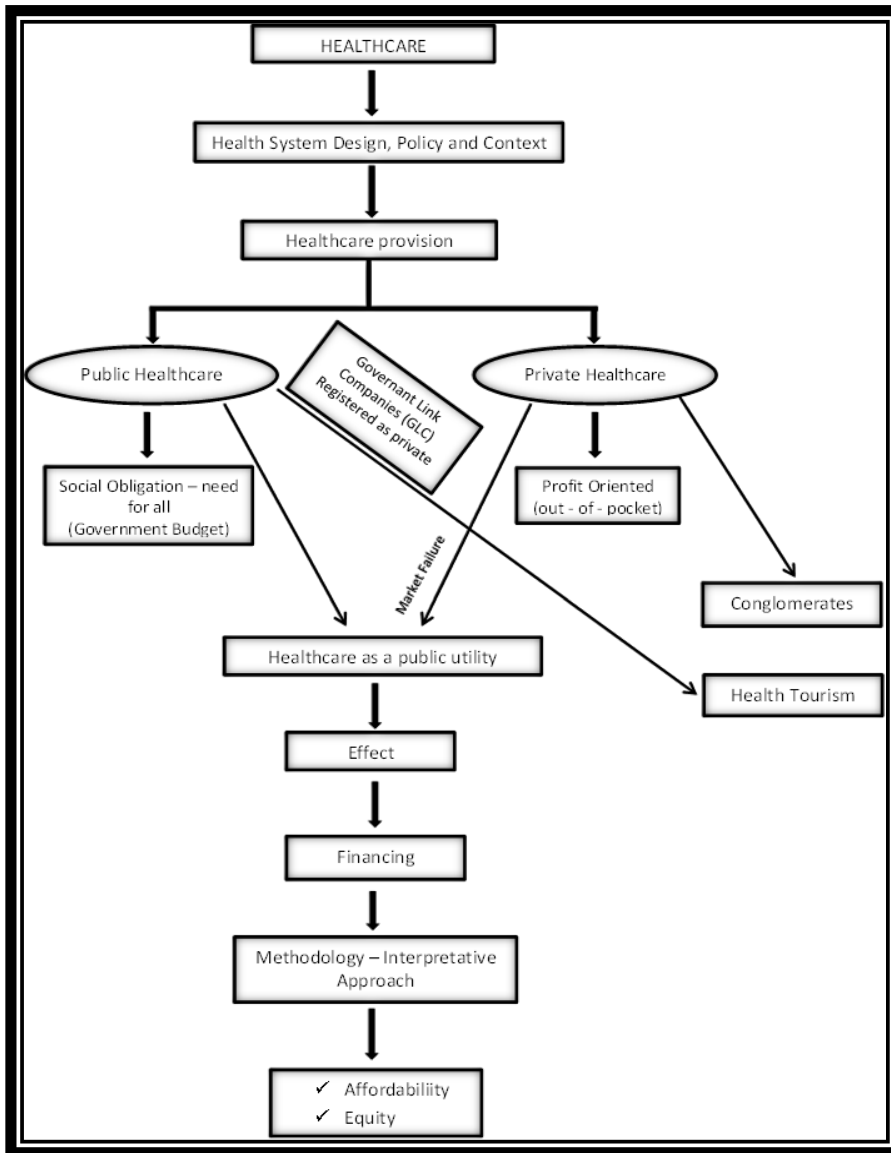 HEALTHCARE
Health System Design, Policy and Context
Healthcare provision
Public Healthcare
Governant Link
Companies (GLC)
Registered as private
Private Healthcare
Social Obligation – need
for all
(Government Budget)
Profit Oriented
(out - of - pocket)
Market Failure
Conglomerates
Healthcare as a public utility
Health Tourism
Effect
Financing
Methodology – Interpretative
Approach
✓ Affordabiliity
✓ Equity